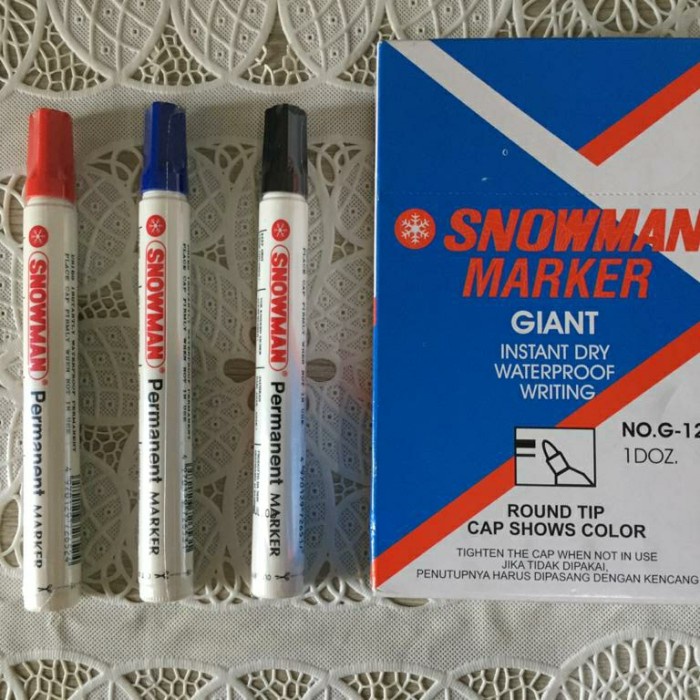 SNOWMAN
Permanent MARKER
SNOWMAN
Permanent MARKER
SNOWMAN
Permanent MARKER
SNOWMAN
MARKER
GIANT
INSTANT DRY
WATERPROOF
WRITING
NO.G-12
1DOZ.
ROUND TIP
CAP SHOWS COLOR
TIGHTEN THE CAP WHEN NOT IN USE
JIKA TIDAK DIPAKAI,
PENUTUPNYA HARUS DIPASANG DENGAN KENCANG